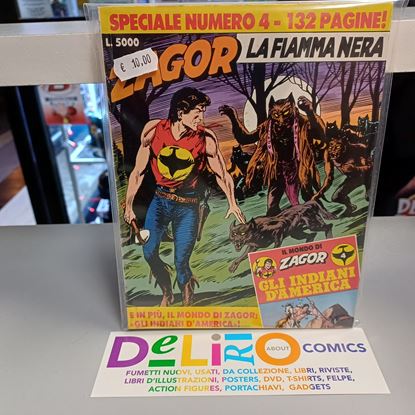 SPECIALE NUMERO 4 - 132 PAGINE!
L. 5000
€ 10,00
ZAGOR
LA FIAMMA NERA
IL MONDO DI
ZAGOR
4
GLI INDIANI
D'AMERICA
E IN PIÙ, IL MONDO DI ZAGOR:
«GLI INDIANI D'AMERICA»!
DeLiRiO ABOUT COMICS
FUMETTI NUOVI, USATI, DA COLLEZIONE, LIBRI, RIVISTE,
LIBRI D'ILLUSTRAZIONI, POSTERS, DVD, T-SHIRTS, FELPE,
ACTION FIGURES, PORTACHIAVI, GADGETS